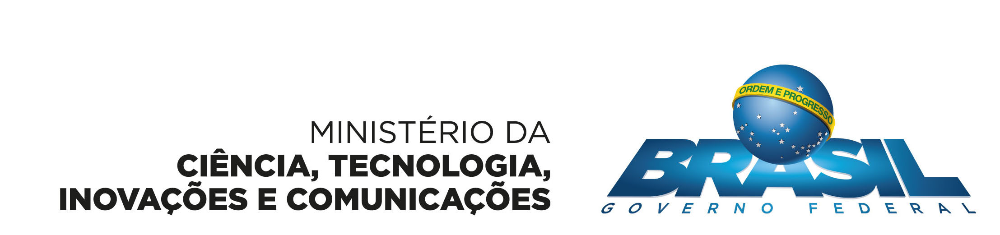 MINISTÉRIO DA
CIÊNCIA, TECNOLOGIA,
INOVAÇÕES E COMUNICAÇÕES
ORDEM E PROGRESSO
BRASIL
GOVERNO FEDERAL